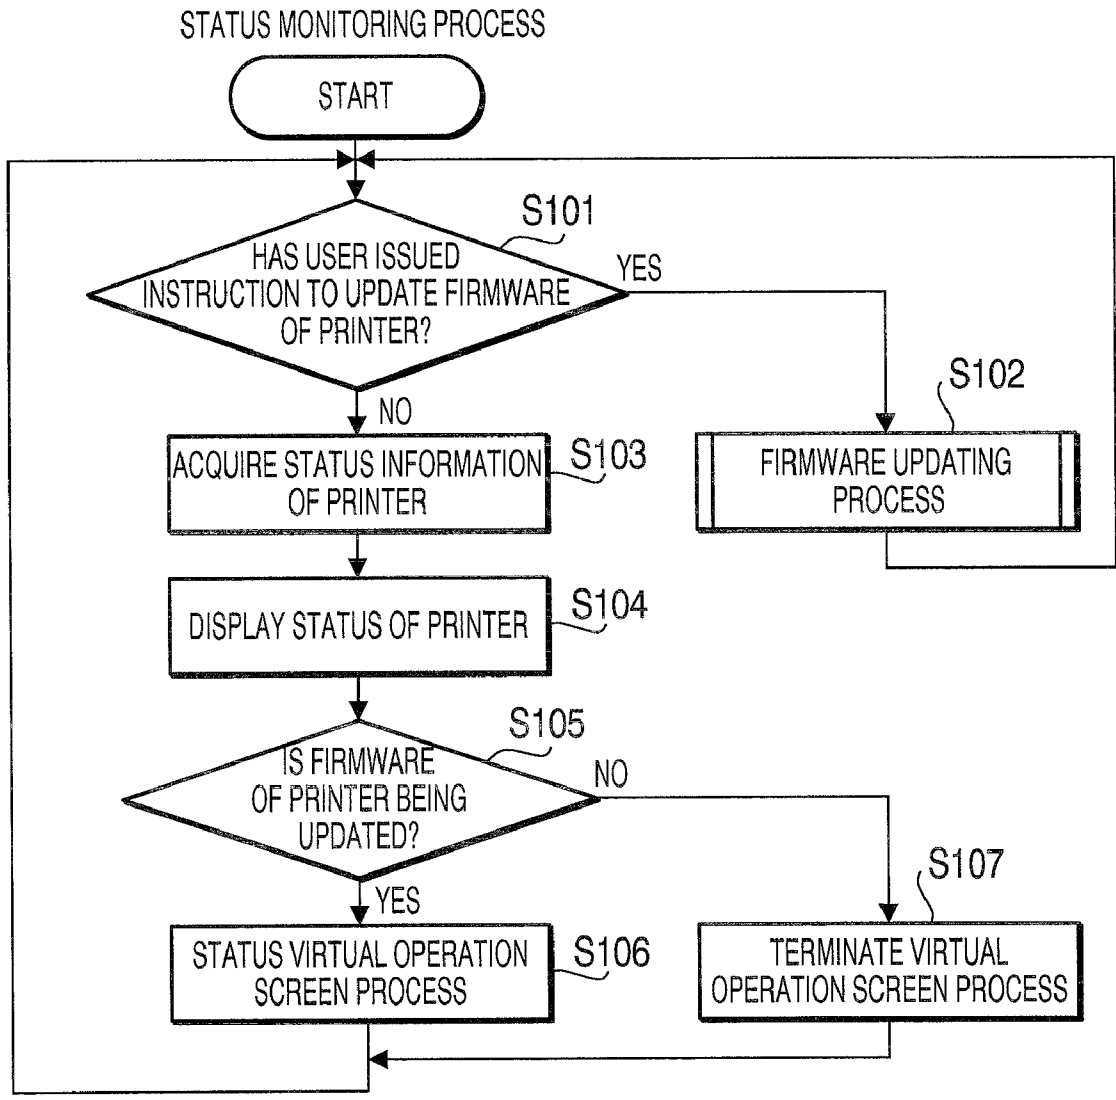 STATUS MONITORING PROCESS
START
S101
HAS USER ISSUED
INSTRUCTION TO UPDATE FIRMWARE
OF PRINTER?
YES
NO
S102
FIRMWARE UPDATING
PROCESS
S103
ACQUIRE STATUS INFORMATION
OF PRINTER
S104
DISPLAY STATUS OF PRINTER
S105
IS FIRMWARE
OF PRINTER BEING
UPDATED?
NO
YES
S106
STATUS VIRTUAL OPERATION
SCREEN PROCESS
S107
TERMINATE VIRTUAL
OPERATION SCREEN PROCESS